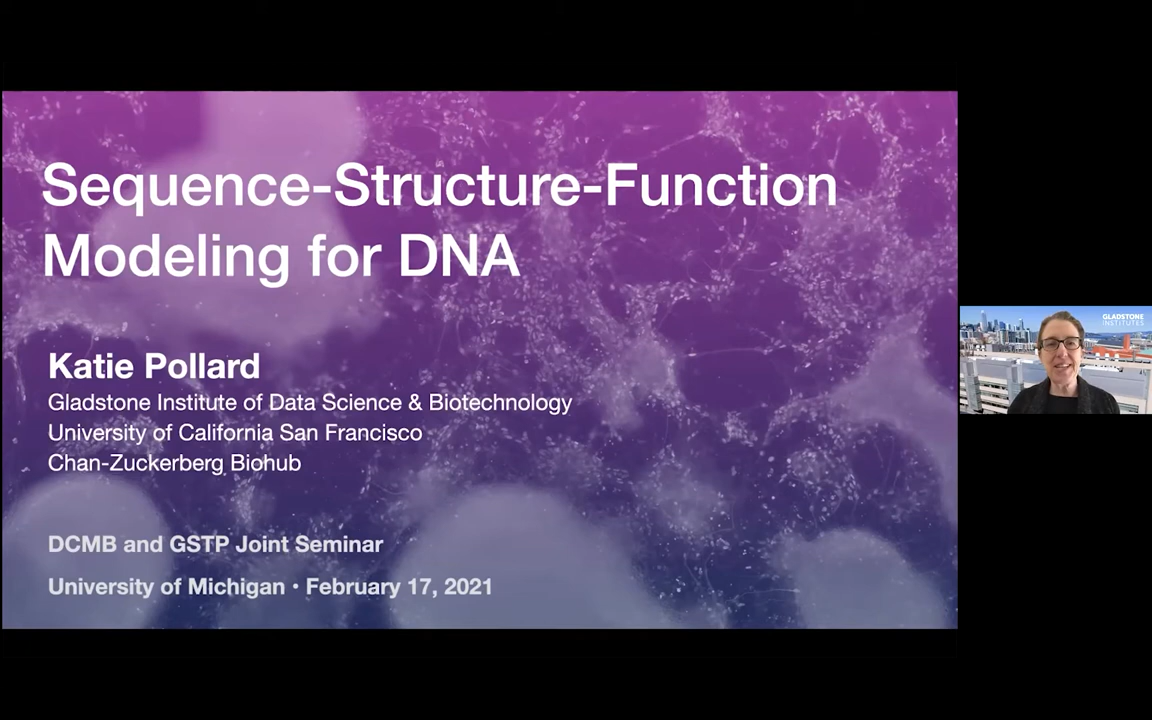 Sequence-Structure-Function
Modeling for DNA
Katie Pollard
Gladstone Institute of Data Science & Biotechnology
University of California San Francisco
Chan-Zuckerberg Biohub
DCMB and GSTP Joint Seminar
University of Michigan • February 17, 2021
GLADSTONE
INSTITUTES